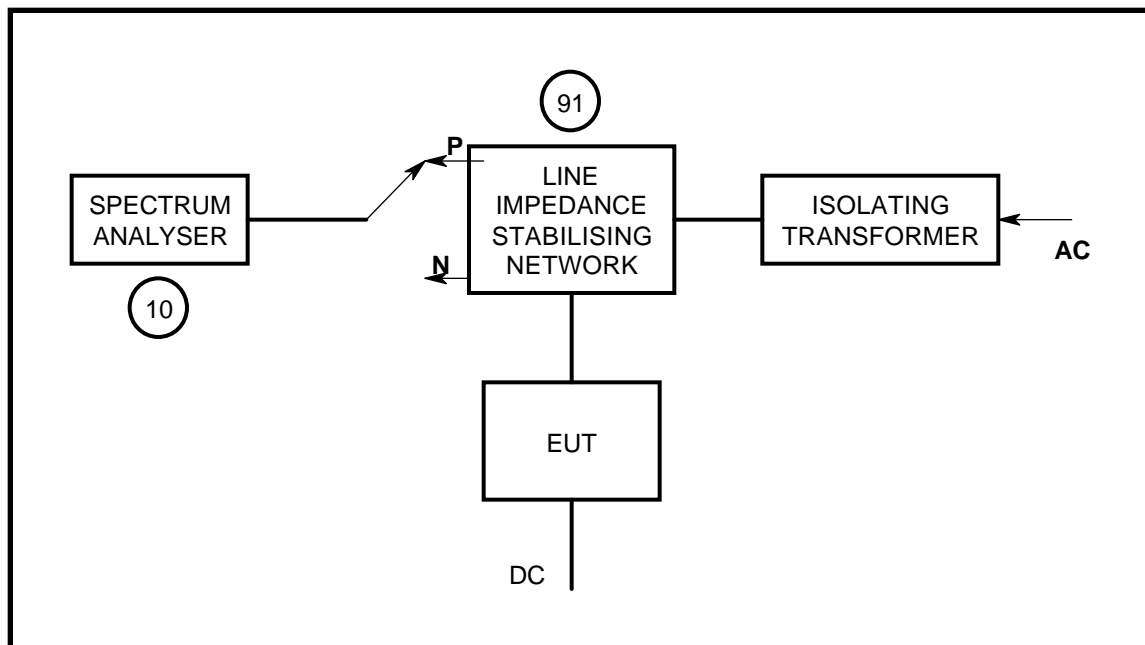 91
P
LINE
IMPEDANCE
STABILISING
NETWORK
N
SPECTRUM
ANALYSER
10
ISOLATING
TRANSFORMER
AC
EUT
DC